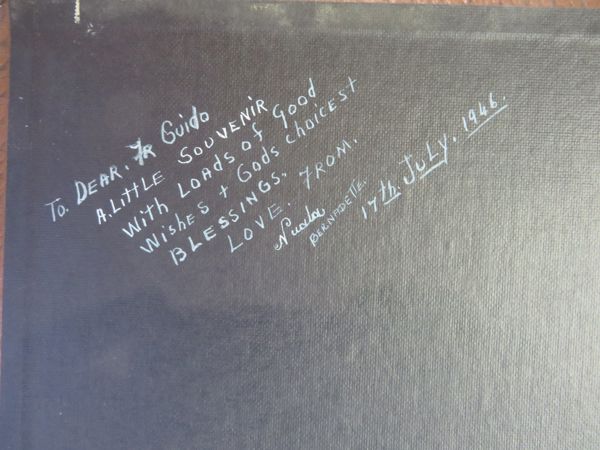 To. DEAR. FR Guido
A. LittLE SOUVENIR
With LOADS of Good
Wishes + Gods choicest
BLESSINGS.
LOVE. FROM.
BERNADETTE.
17th. JULY. 1946.